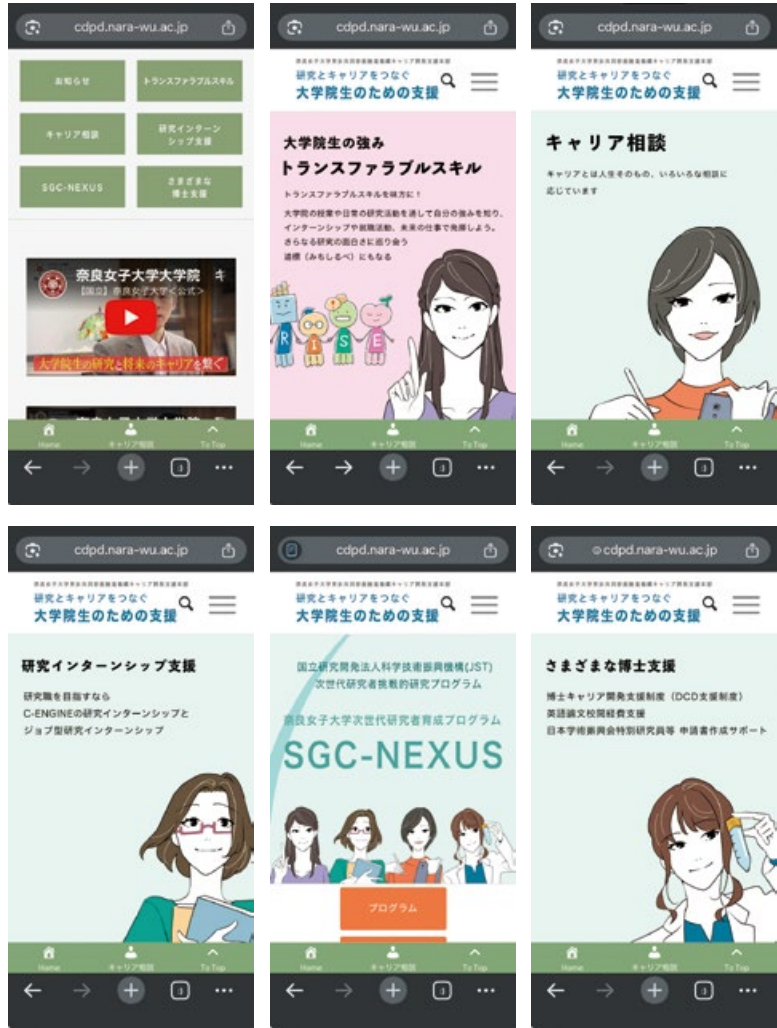 cdpd.nara-wu.ac.jp
お知らせ
トランスファラブルスキル
キャリア相談
研究インターン
シップ支援
SGC-NEXUS
さまざまな
博士支援
奈良女子大学大学院 キ
【国立】奈良女子大学＜公式＞
大学院生の研究と将来のキャリアを繋ぐ
Home
キャリア相談
To Top
cdpd.nara-wu.ac.jp
研究とキャリアをつなぐ
大学院生のための支援
大学院生の強み
トランスファラブルスキル
トランスファラブルスキルを味方に！
大学院の授業や日常の研究活動を通して自分の強みを知り、
インターンシップや就職活動、未来の仕事で発揮しよう。
さらなる研究の面白さに巡り会う
道標（みちしるべ）にもなる
R I S E
Home
キャリア相談
To Top
cdpd.nara-wu.ac.jp
研究とキャリアをつなぐ
大学院生のための支援
キャリア相談
キャリアとは人生そのもの、いろいろな相談に
応じています
Home
キャリア相談
To Top
cdpd.nara-wu.ac.jp
研究とキャリアをつなぐ
大学院生のための支援
研究インターンシップ支援
研究職を目指すなら
C-ENGINEの研究インターンシップと
ジョブ型研究インターンシップ
Home
キャリア相談
To Top
cdpd.nara-wu.ac.jp
研究とキャリアをつなぐ
大学院生のための支援
国立研究開発法人科学技術振興機構(JST)
次世代研究者挑戦的研究プログラム
奈良女子大学次世代研究者育成プログラム
SGC-NEXUS
プログラム
Home
キャリア相談
To Top
cdpd.nara-wu.ac.jp
研究とキャリアをつなぐ
大学院生のための支援
さまざまな博士支援
博士キャリア開発支援制度（DCD支援制度）
英語論文校閲経費支援
日本学術振興会特別研究員等 申請書作成サポート
Home
キャリア相談
To Top